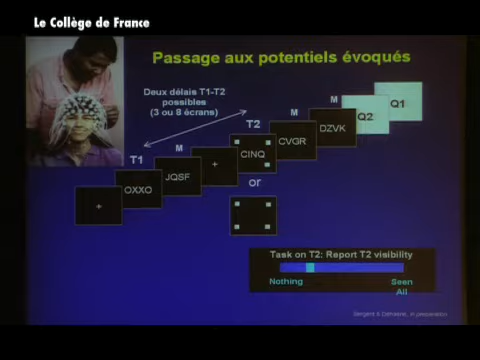 Le Collège de France
Passage aux potentiels évoqués
Deux délais T1-T2
possibles
(3 ou 8 écrans)
T1
M
T2
M
M
Q1
Q2
DZVK
CVGR
CINQ
+
JQSF
OXXO
+
or
Task on T2: Report T2 visibility
Nothing
Seen
All
Sergent & Dehaene, in preparation